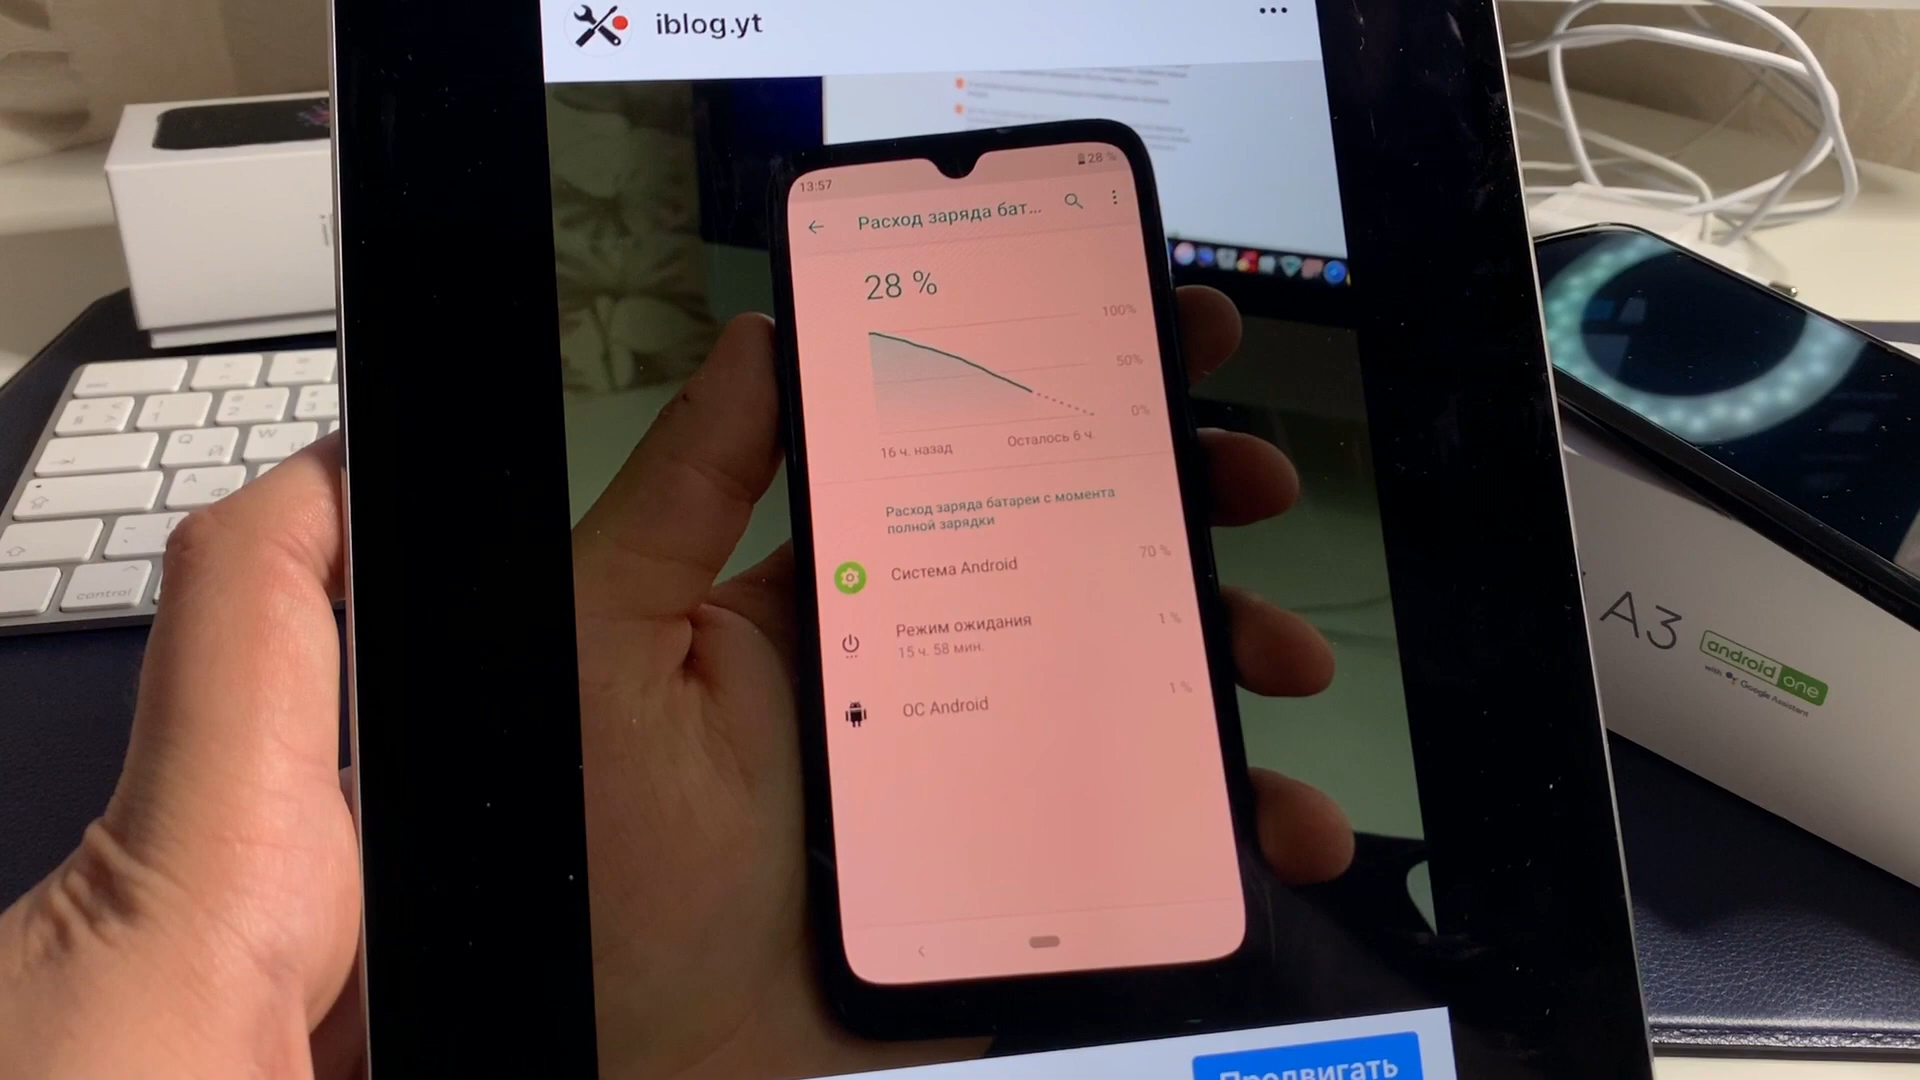 iblog.yt
13:57
28 %
Расход заряда бат...
28 %
100%
50%
0%
16 ч. назад
Осталось 6 ч.
Расход заряда батареи с момента
полной зарядки
Система Android
70 %
Режим ожидания
1 %
15 ч. 58 мин.
ОС Android
1 %
Продвигать
A3
android one
with Google Assistant
Q
W
A
Ф
control